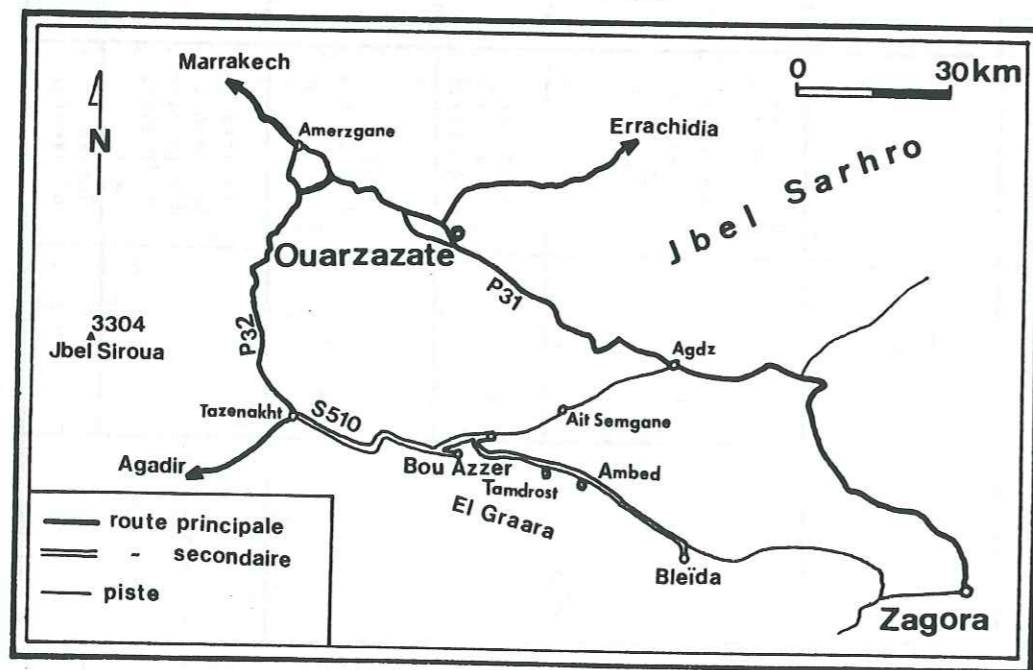 Marrakech
0 30km
Amerzgane
Errachidia
N
Jbel Sarhro
Ouarzazate
P31
3304
Jbel Siroua
P32
Agdz
Tazenakht
S510
Ait Semgane
Agadir
Bou Azzer
Ambed
Tamdrost
El Graara
Bleïda
Zagora
route principale
- secondaire
piste